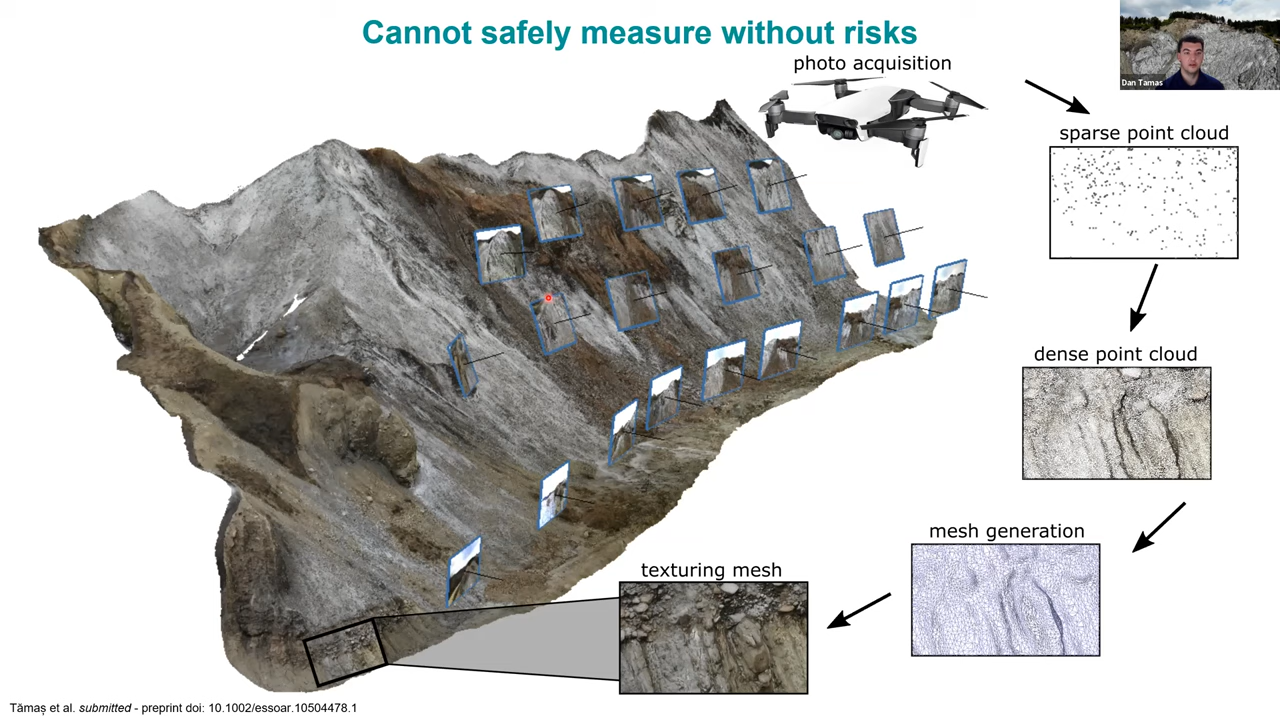 Cannot safely measure without risks
photo acquisition
Dan Tamas
sparse point cloud
dense point cloud
mesh generation
texturing mesh
Tămaș et al. submitted - preprint doi: 10.1002/essoar.10504478.1